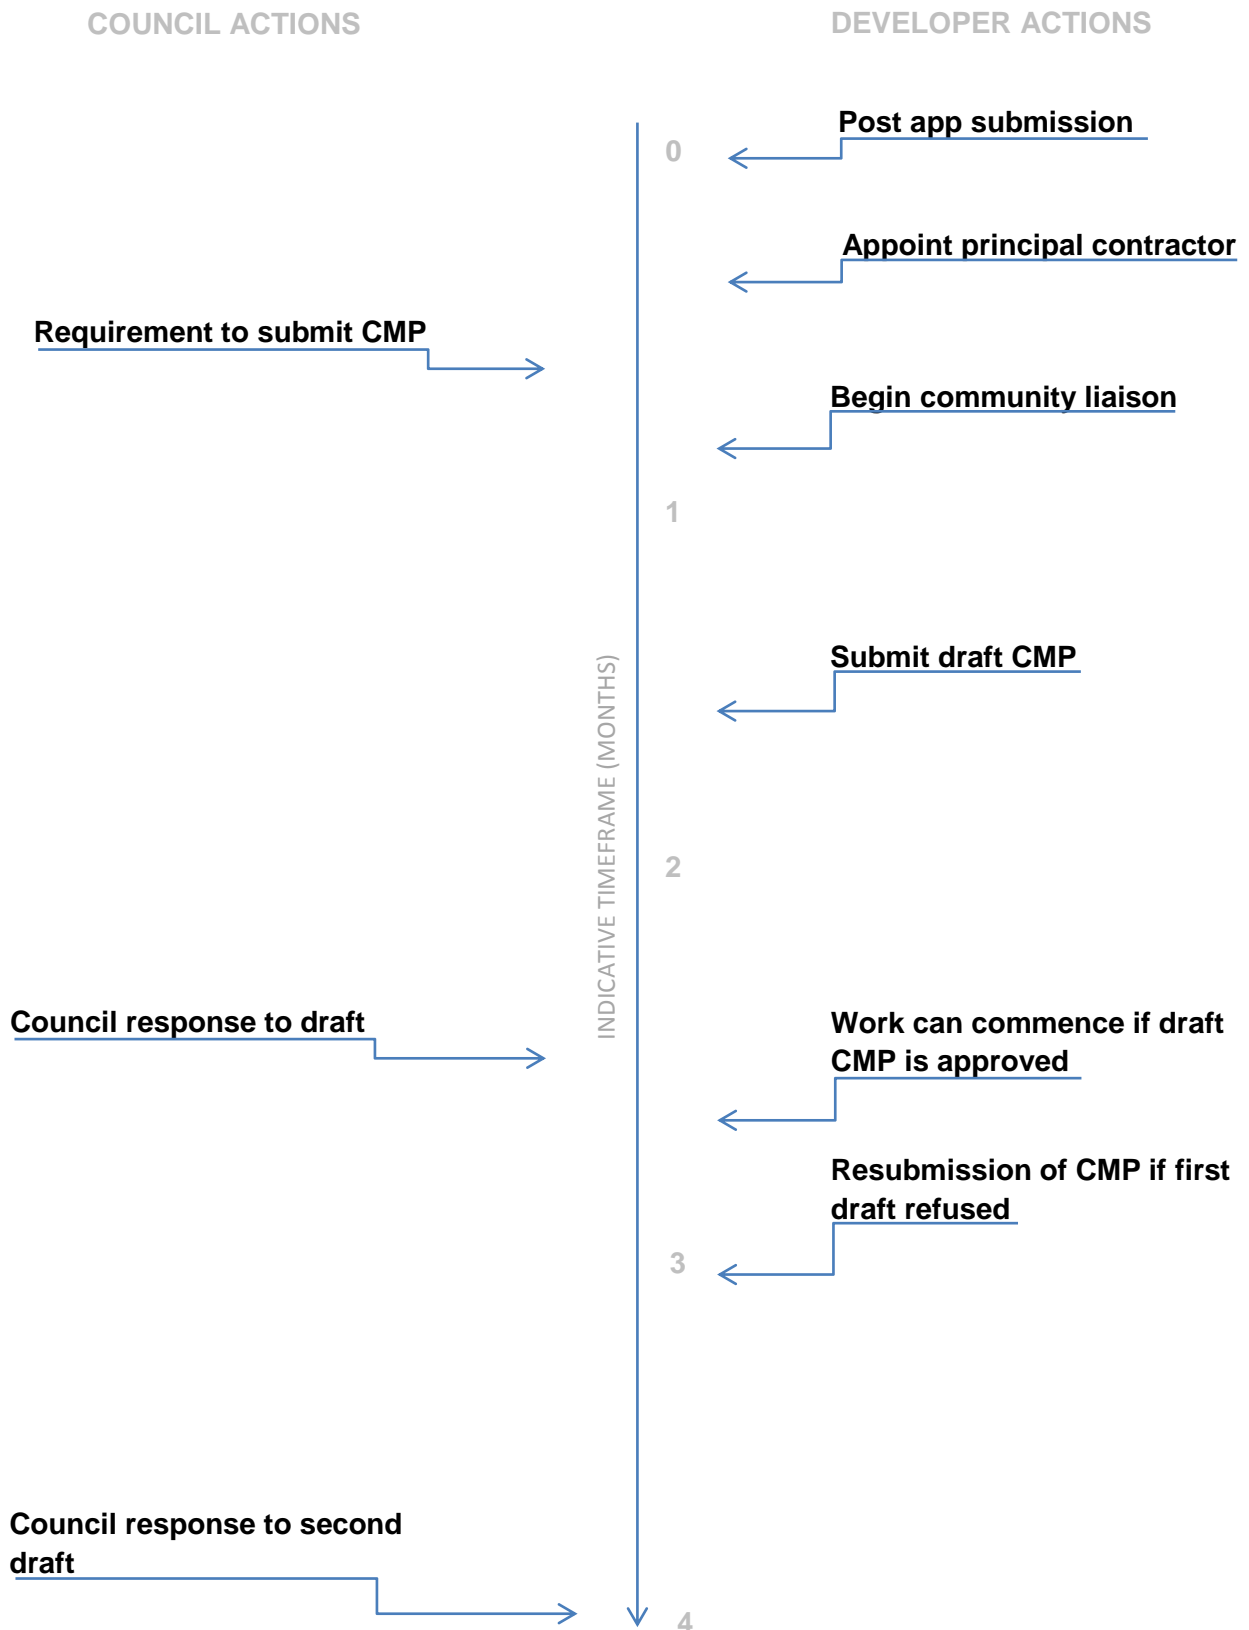 COUNCIL ACTIONS
DEVELOPER ACTIONS
Post app submission
0
Appoint principal contractor
Requirement to submit CMP
Begin community liaison
1
Submit draft CMP
INDICATIVE TIMEFRAME (MONTHS)
2
Council response to draft
Work can commence if draft
CMP is approved
Resubmission of CMP if first
draft refused
3
Council response to second
draft
4